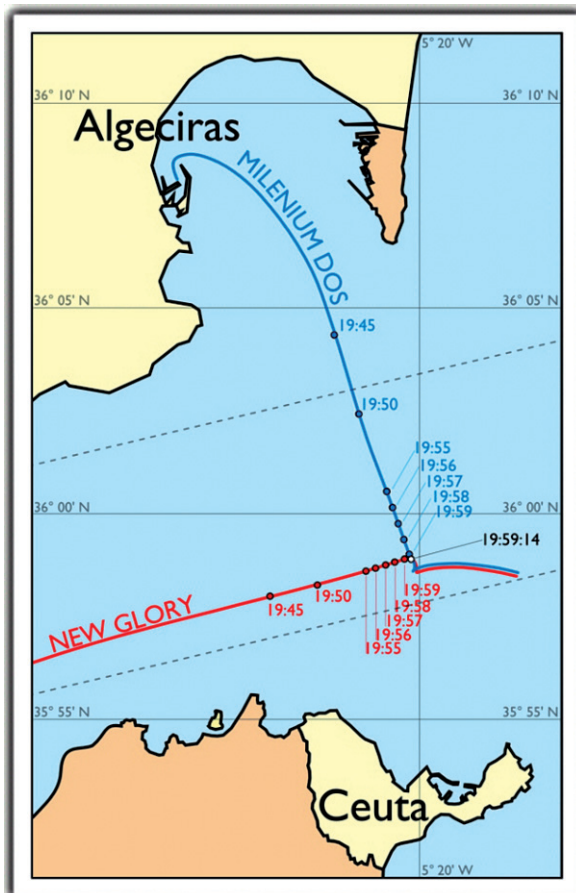 5° 20' W
36° 10' N
36° 10' N
Algeciras
MILENIUM DOS
36° 05' N
36° 05' N
19:45
19:50
19:55
19:56
19:57
19:58
19:59
36° 00' N
36° 00' N
19:59:14
19:59
19:58
19:57
19:56
19:55
19:50
19:45
NEW GLORY
35° 55' N
35° 55' N
Ceuta
5° 20' W